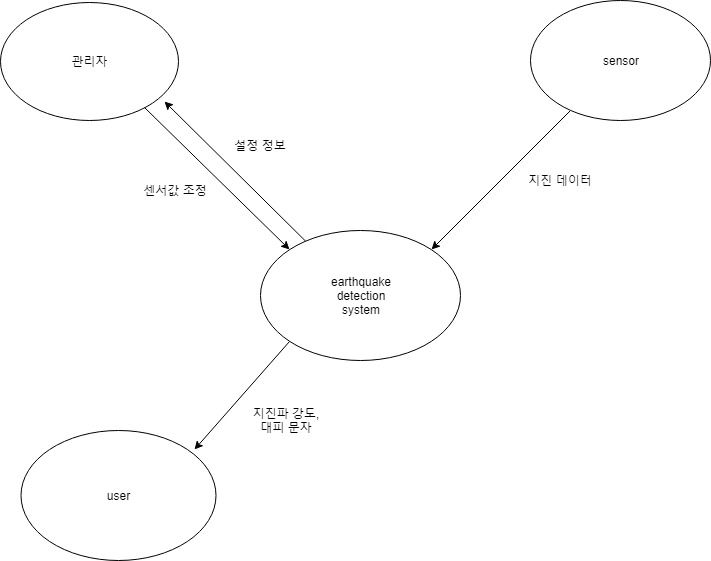 관리자
sensor
설정 정보
센서값 조정
지진 데이터
earthquake
detection
system
지진파 강도,
대피 문자
user